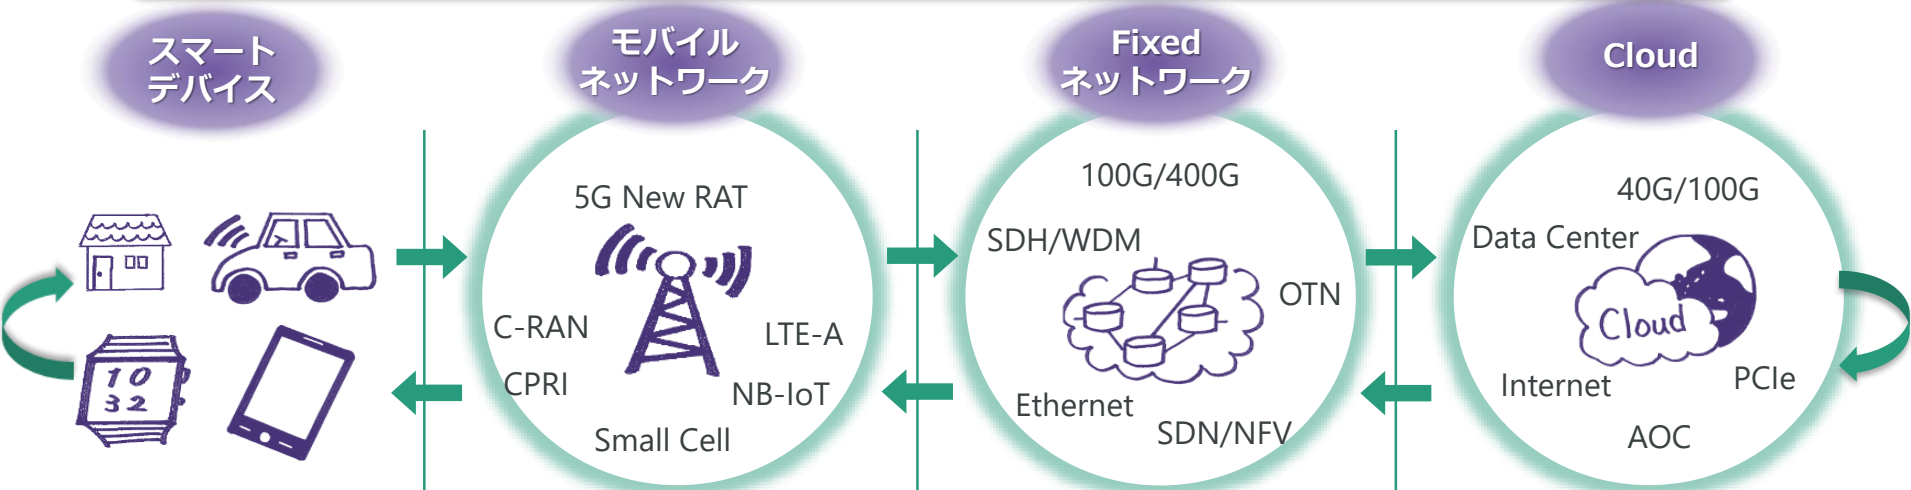 スマート
デバイス
モバイル
ネットワーク
Fixed
ネットワーク
Cloud
10
32
5G New RAT
C-RAN
LTE-A
CPRI
NB-IoT
Small Cell
100G/400G
SDH/WDM
OTN
Ethernet
SDN/NFV
40G/100G
Data Center
Cloud
Internet
PCIe
AOC